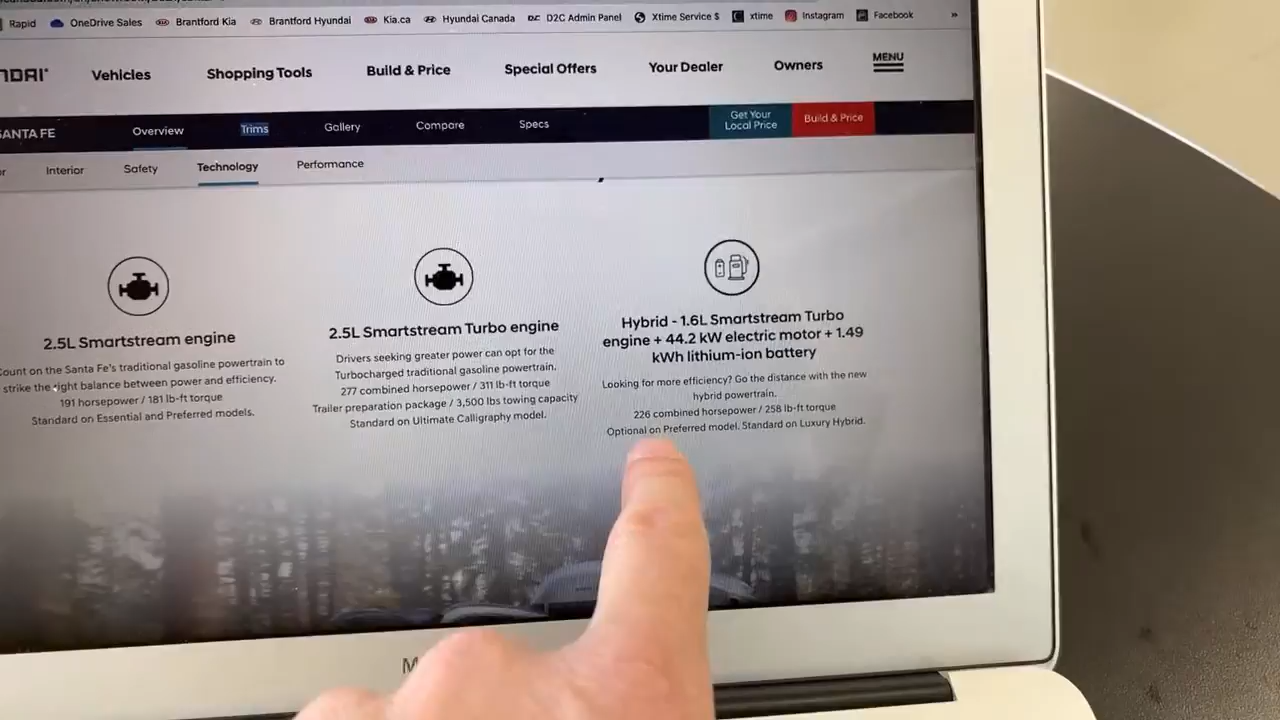 Rapid OneDrive Sales Brantford Kia Brantford Hyundai Kia.ca Hyundai Canada D2C Admin Panel Xtime Service $ xtime Instagram Facebook »
Vehicles Shopping Tools Build & Price Special Offers Your Dealer Owners MENU
SANTA FE Overview Trims Gallery Compare Specs Get Your Local Price Build & Price
Interior Safety Technology Performance
2.5L Smartstream engine
Count on the Santa Fe's traditional gasoline powertrain to
strike the right balance between power and efficiency.
191 horsepower / 181 lb-ft torque
Standard on Essential and Preferred models.
2.5L Smartstream Turbo engine
Drivers seeking greater power can opt for the
Turbocharged traditional gasoline powertrain.
277 combined horsepower / 311 lb-ft torque
Trailer preparation package / 3,500 lbs towing capacity
Standard on Ultimate Calligraphy model.
Hybrid - 1.6L Smartstream Turbo
engine + 44.2 kW electric motor + 1.49
kWh lithium-ion battery
Looking for more efficiency? Go the distance with the new
hybrid powertrain.
226 combined horsepower / 258 lb-ft torque
Optional on Preferred model. Standard on Luxury Hybrid.